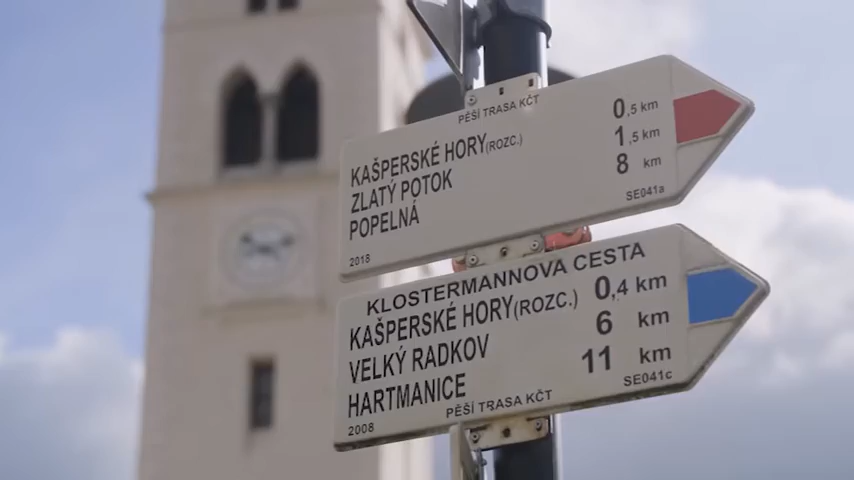 PĚŠÍ TRASA KČT
KAŠPERSKÉ HORY (ROZC.) 0,5 km
ZLATÝ POTOK 1,5 km
POPELNÁ 8 km
2018 SE041a
KLOSTERMANNOVA CESTA
KAŠPERSKÉ HORY (ROZC.) 0,4 km
VELKÝ RADKOV 6 km
HARTMANICE 11 km
2008 PĚŠÍ TRASA KČT SE041c